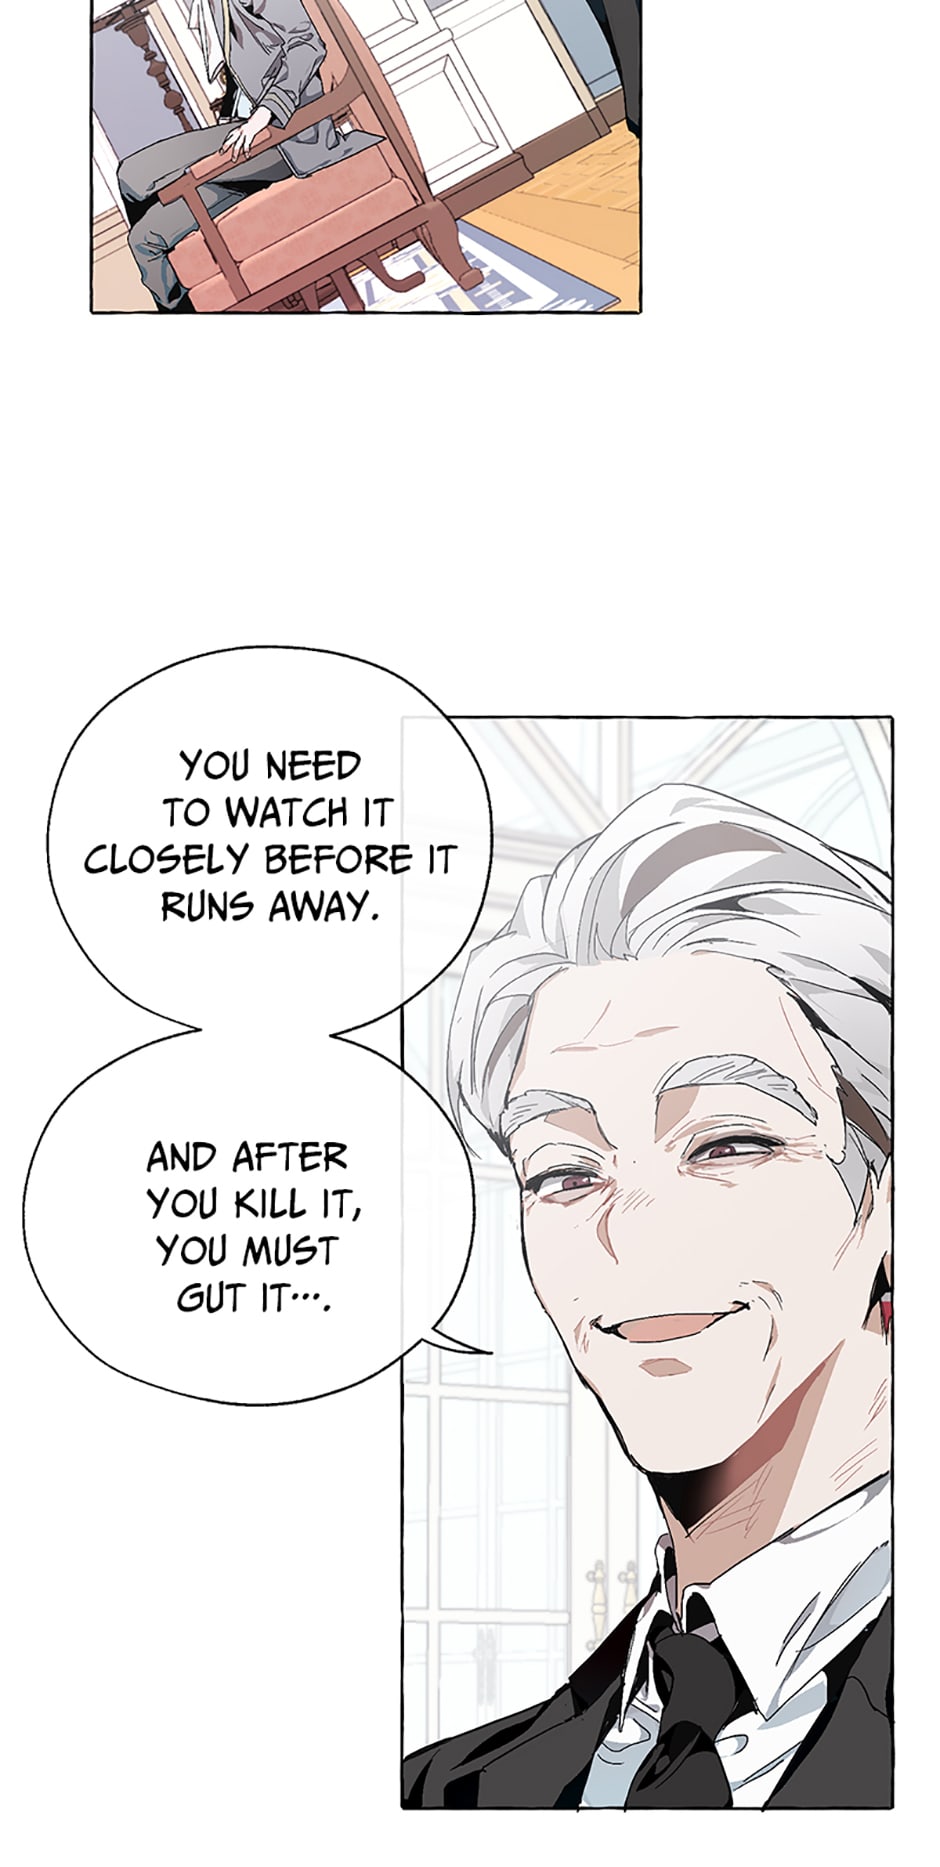 YOU NEED
TO WATCH IT
CLOSELY BEFORE IT
RUNS AWAY.
AND AFTER
YOU KILL IT,
YOU MUST
GUT IT....